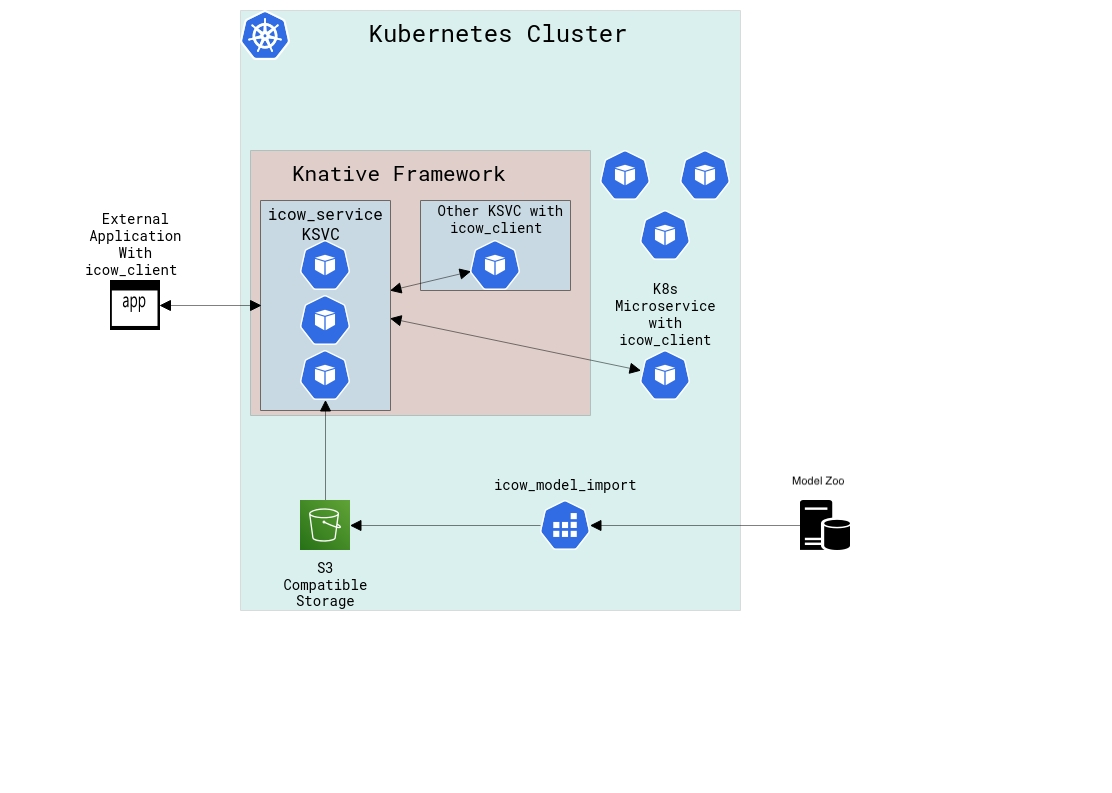 Kubernetes Cluster
Knative Framework
icow_service
KSVC
Other KSVC with
icow_client
External
Application
With
icow_client
app
K8s
Microservice
with
icow_client
icow_model_import
Model Zoo
S3
Compatible
Storage